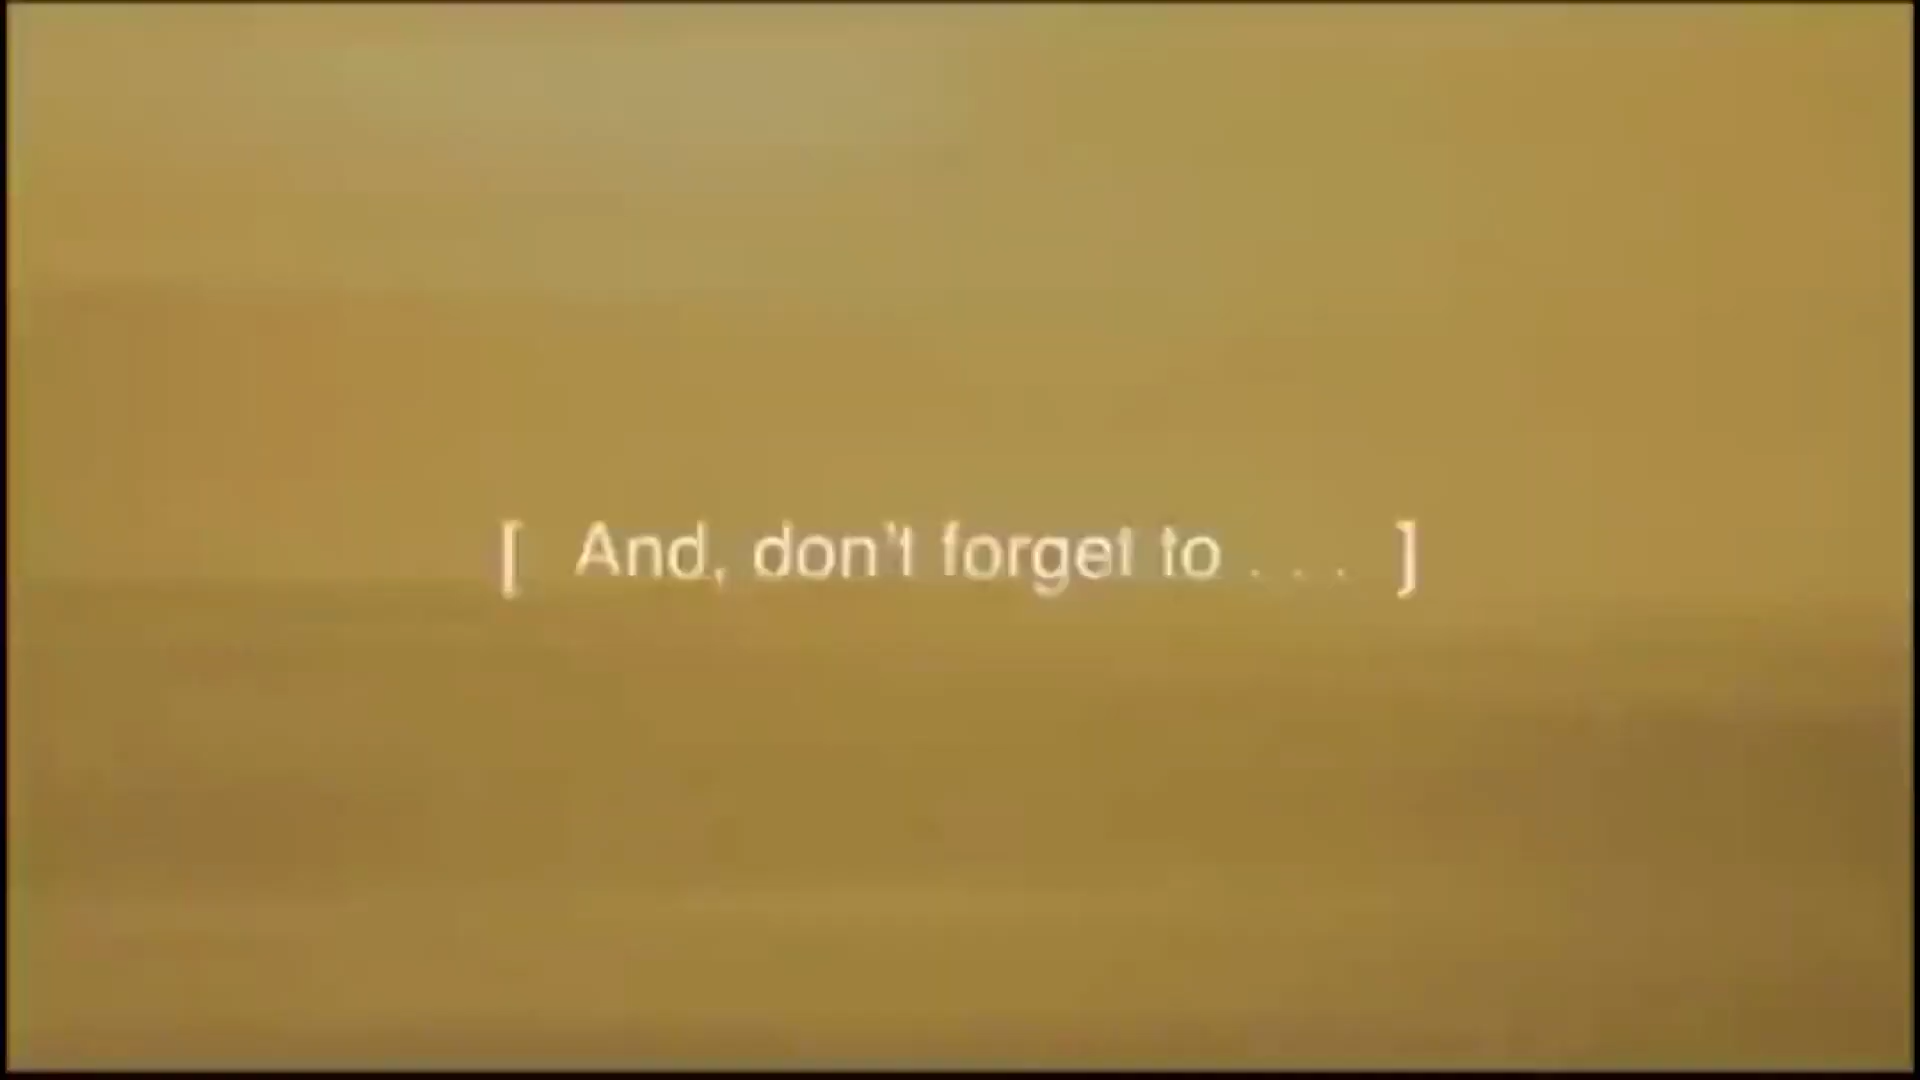 [ And, don't forget to . . . ]